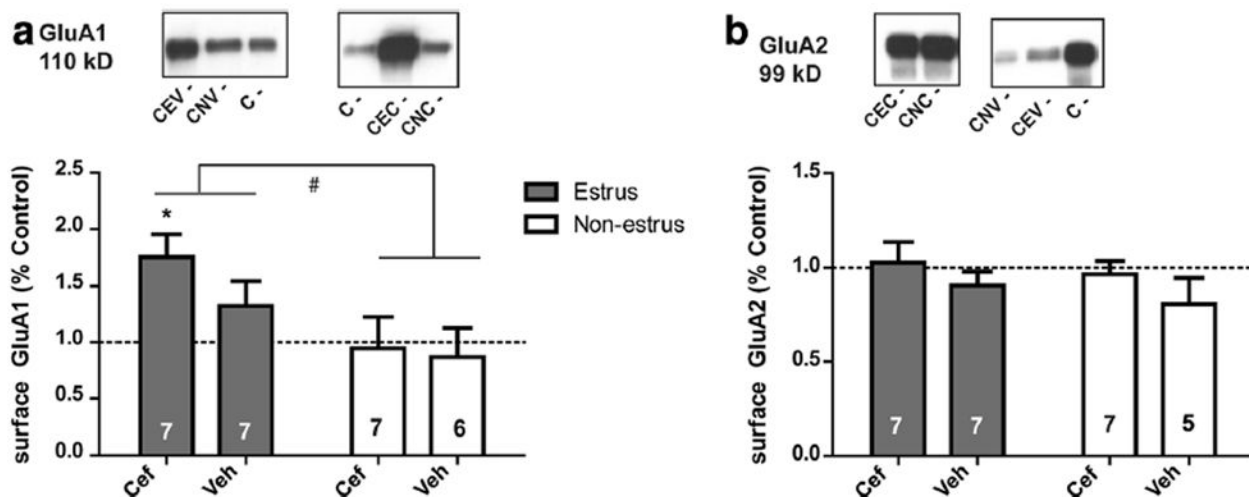 a GluA1
110 kD
CEV - CNV - C -
C - CEC - CNC -
surface GluA1 (% Control)
2.5
2.0
1.5
1.0
0.5
0.0
*
#
7 7 7 6
Cef Veh Cef Veh
Estrus
Non-estrus
b GluA2
99 kD
CEC - CNC -
CNV - CEV - C -
surface GluA2 (% Control)
1.5
1.0
0.5
0.0
7 7 7 5
Cef Veh Cef Veh